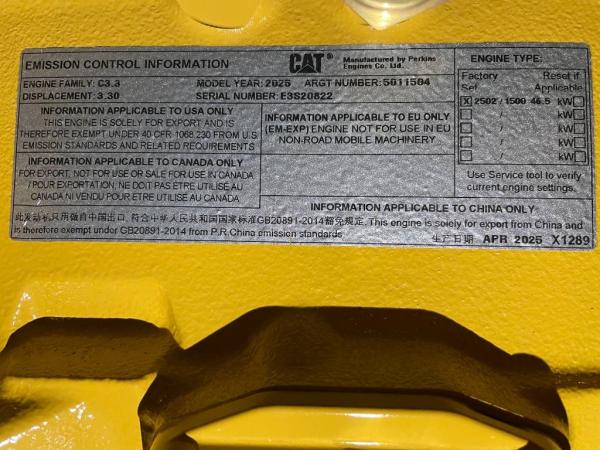 EMISSION CONTROL INFORMATION
CAT Manufactured by Perkins
Engines Co. Ltd.
ENGINE FAMILY: C3.3 MODEL YEAR: 2025 ARGT NUMBER: 5011504
DISPLACEMENT: 3.30 SERIAL NUMBER: E3S20822
INFORMATION APPLICABLE TO USA ONLY
THIS ENGINE IS SOLELY FOR EXPORT AND IS
THEREFORE EXEMPT UNDER 40 CFR 1068.230 FROM U.S.
EMISSION STANDARDS AND RELATED REQUIREMENTS
INFORMATION APPLICABLE TO CANADA ONLY
FOR EXPORT, NOT FOR USE OR SALE FOR USE IN CANADA
/ POUR EXPORTATION, NE DOIT PAS ETRE UTILISE AU
CANADA NI VENDU POUR ETRE UTILISE AU CANADA
INFORMATION APPLICABLE TO EU ONLY
(EM-EXP) ENGINE NOT FOR USE IN EU
NON-ROAD MOBILE MACHINERY
ENGINE TYPE:
Factory Reset if
Set Applicable
X 2502 / 1500 46.5 kW
kW
kW
kW
kW
Use Service tool to verify
current engine settings.
INFORMATION APPLICABLE TO CHINA ONLY
此发动机只用做自中国出口, 符合中华人民共和国国家标准GB20891-2014豁免规定. This engine is solely for export from China and
is therefore exempt under GB20891-2014 from P.R.China emission standards
生产日期 APR 2025 X1289